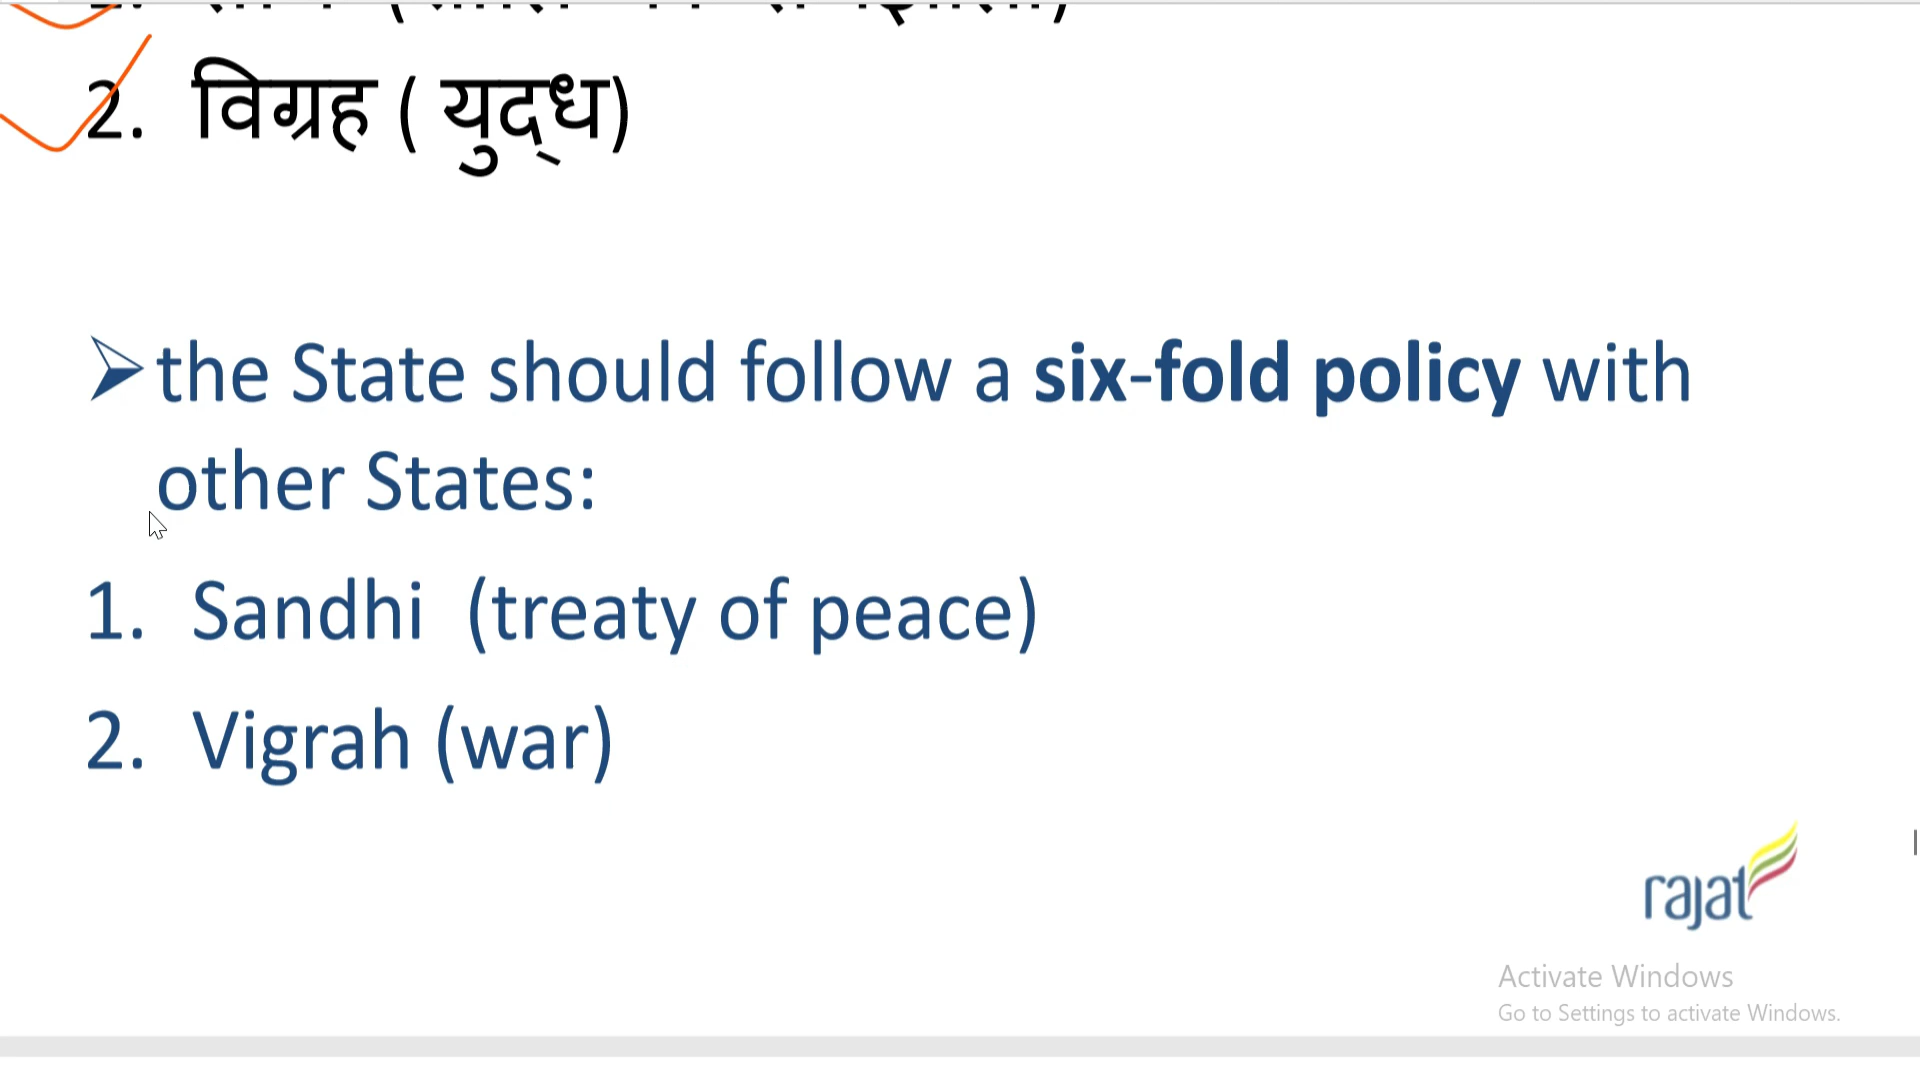 2. विग्रह ( युद्ध)
the State should follow a six-fold policy with
other States:
1. Sandhi (treaty of peace)
2. Vigrah (war)
rajat
Activate Windows
Go to Settings to activate Windows.